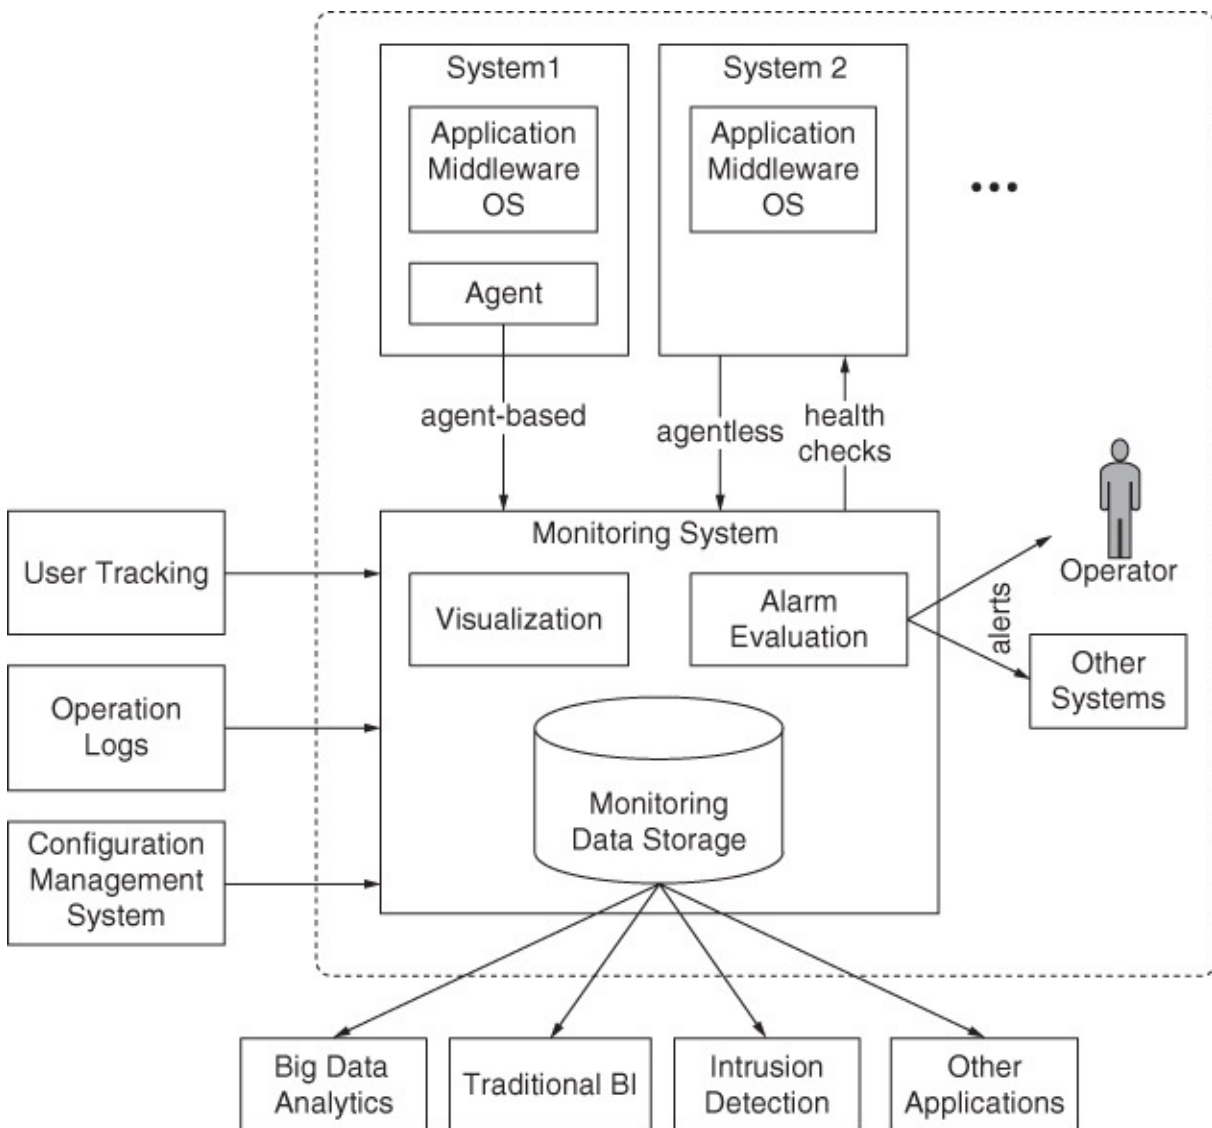 System1
System 2
Application
Middleware
OS
Application
Middleware
OS
...
Agent
agent-based
agentless
health
checks
User Tracking
Monitoring System
Visualization
Alarm
Evaluation
alerts
Operator
Other
Systems
Operation
Logs
Monitoring
Data Storage
Configuration
Management
System
Big Data
Analytics
Traditional BI
Intrusion
Detection
Other
Applications